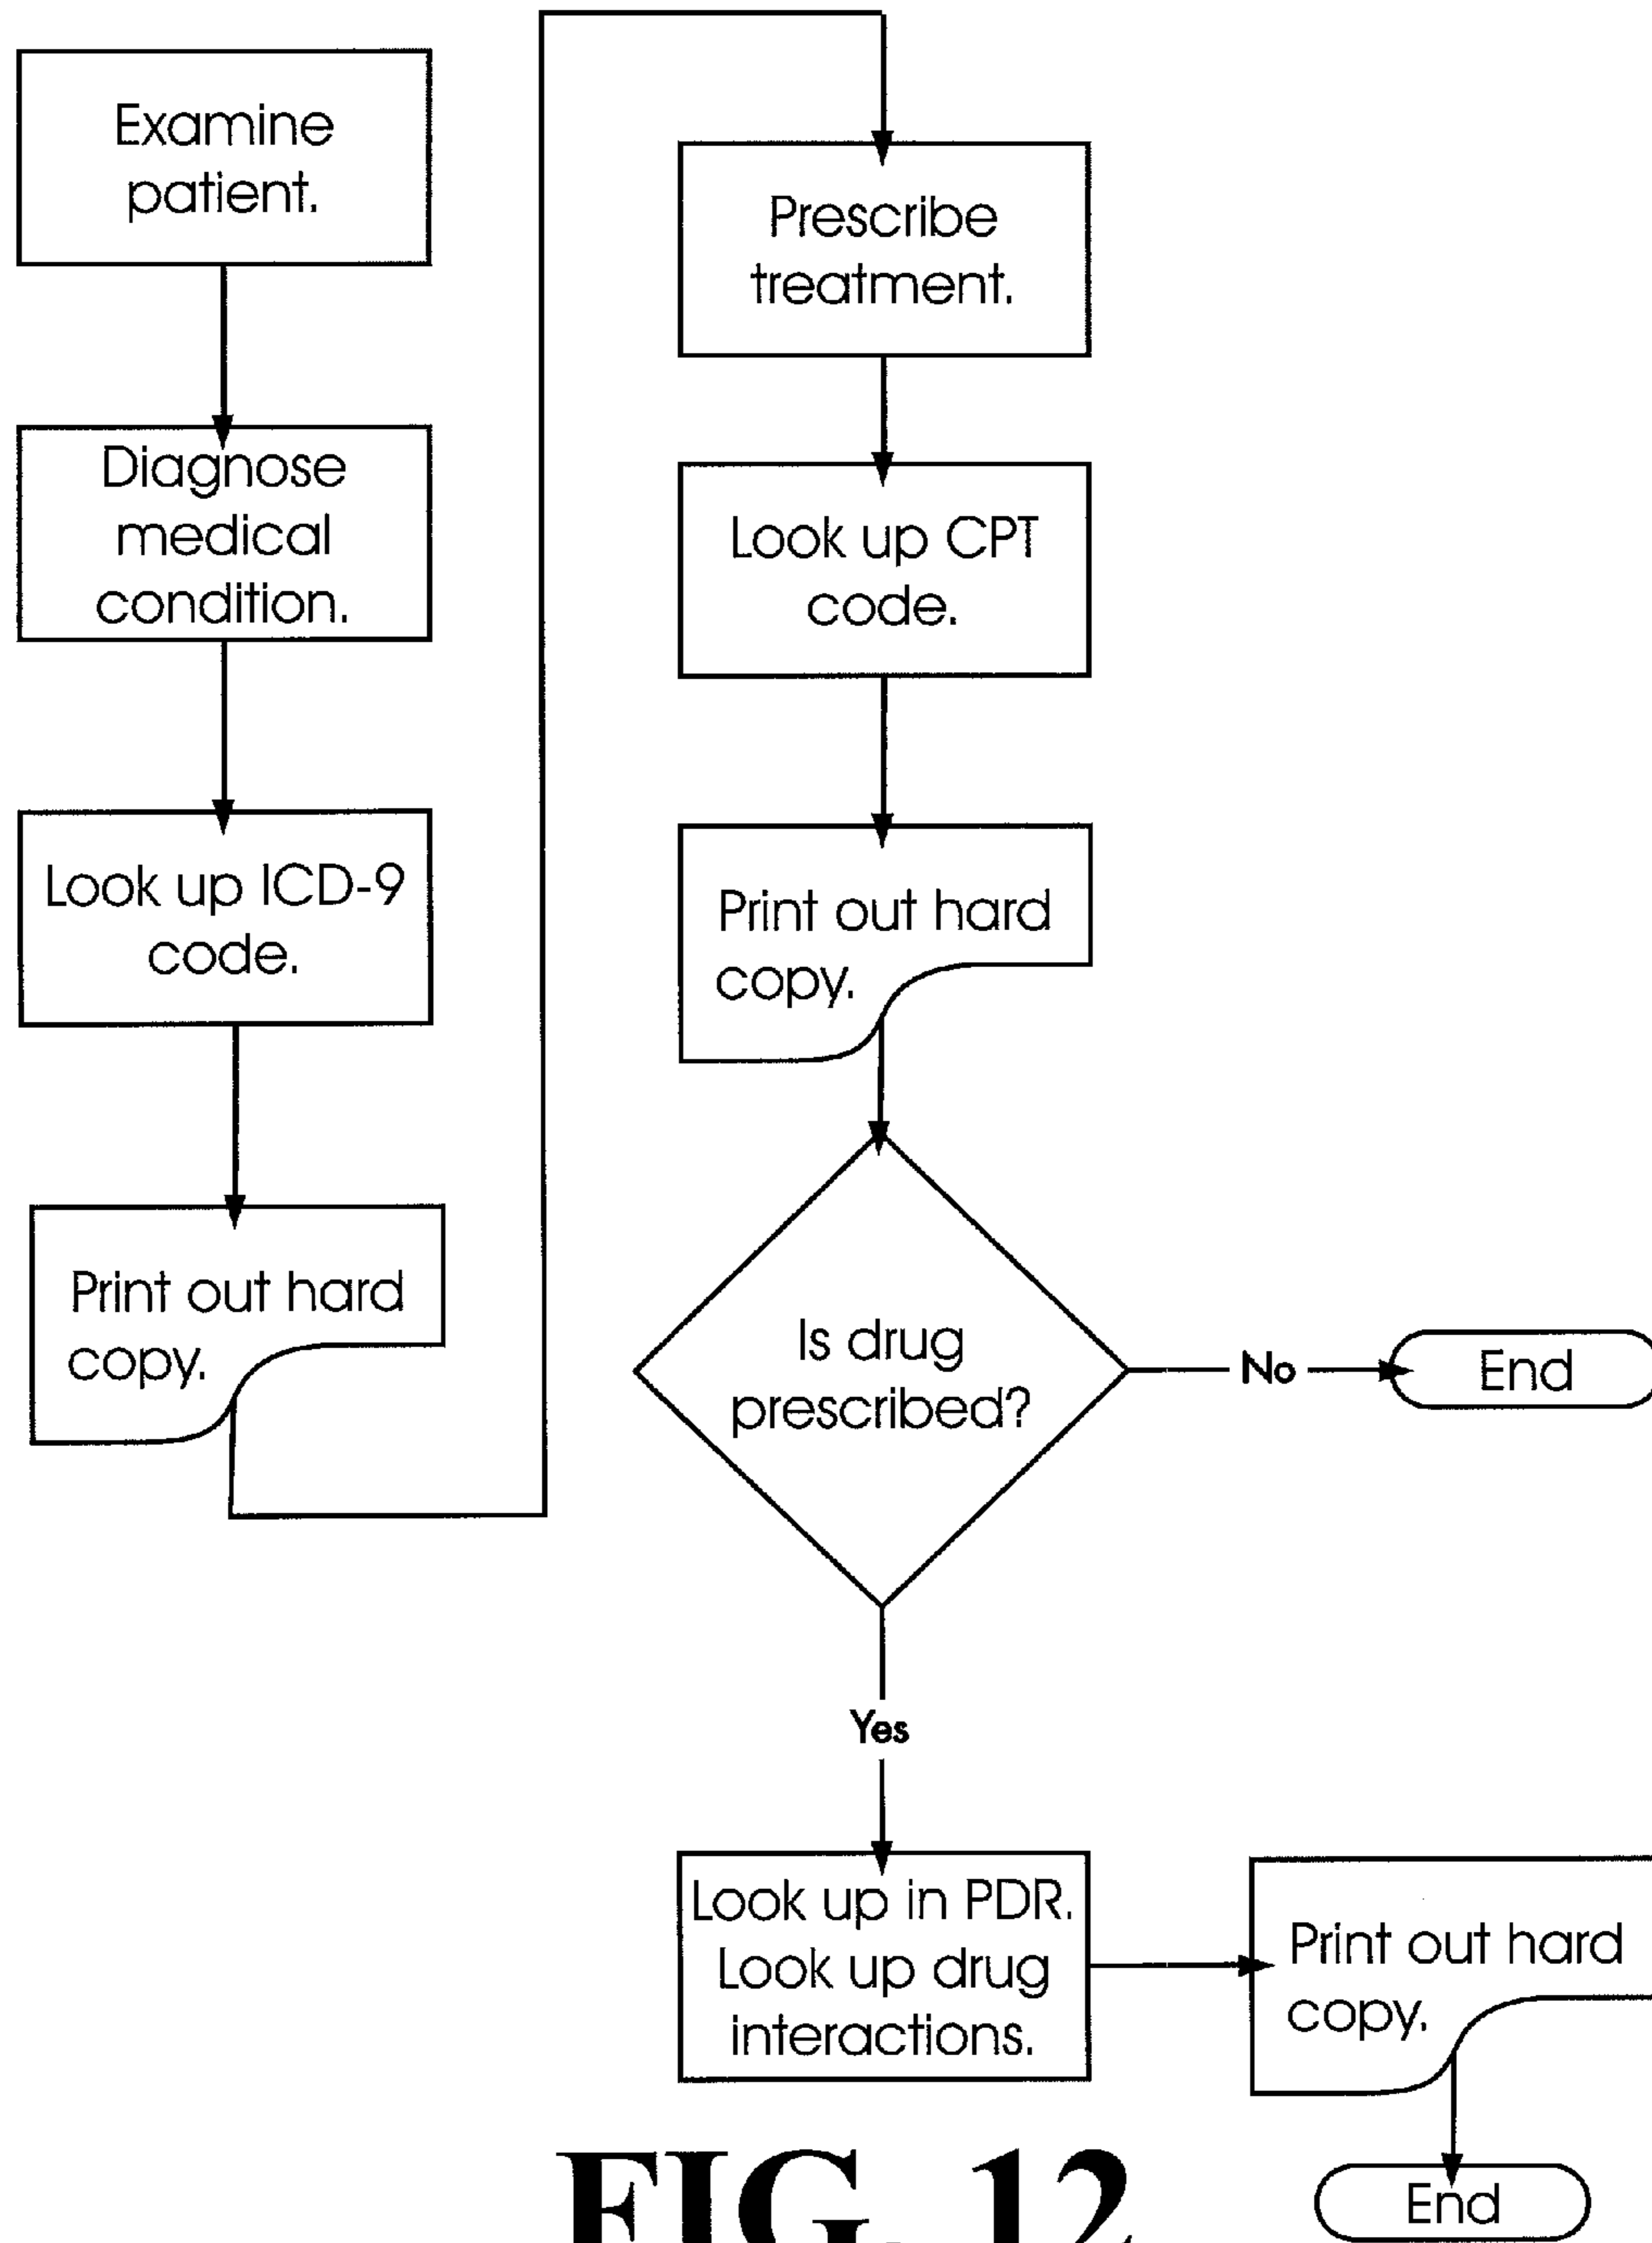 Examine
patient.
Diagnose
medical
condition.
Look up ICD-9
code.
Print out hard
copy.
Prescribe
treatment.
Look up CPT
code.
Print out hard
copy.
Is drug
prescribed?
No
End
Yes
Look up in PDR.
Look up drug
interactions.
Print out hard
copy.
End
FIG. 12